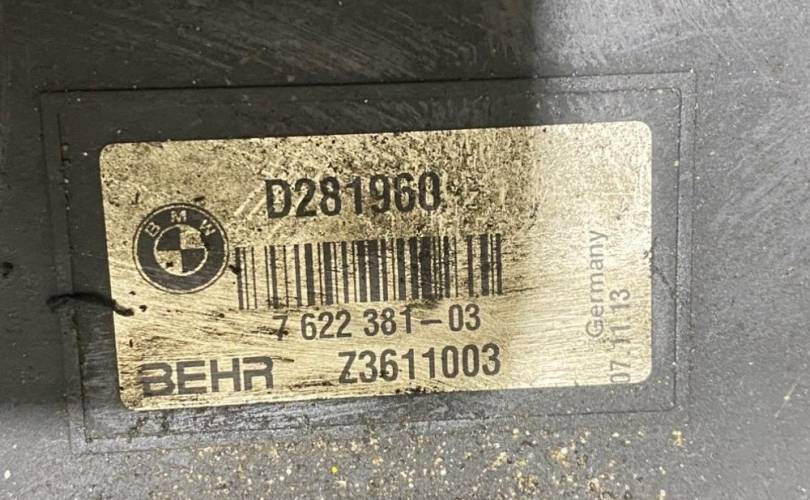 D281960
BMW
7 622 381-03
BEHR Z3611003
Germany
07.11.13